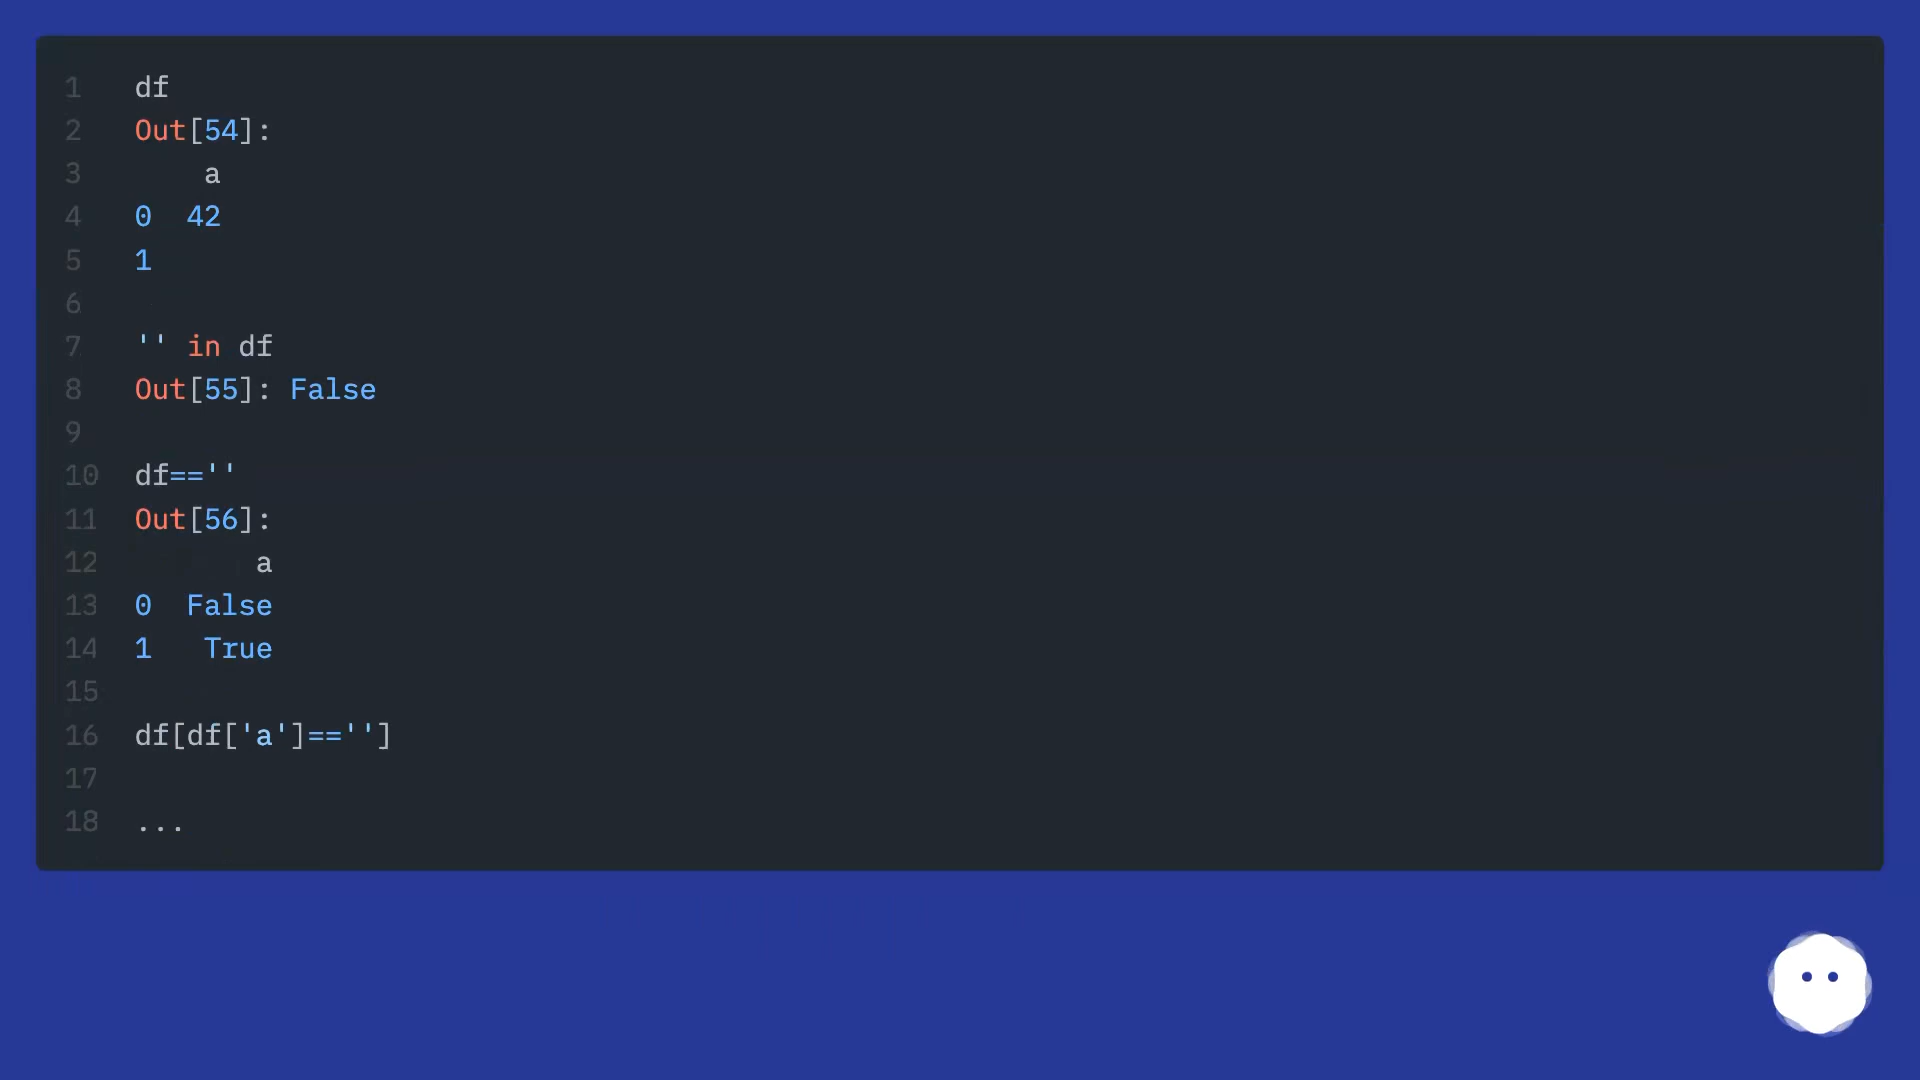 1 df
2 Out[54]:
3 a
4 0 42
5 1
6
7 '' in df
8 Out[55]: False
9
10 df==''
11 Out[56]:
12 a
13 0 False
14 1 True
15
16 df[df['a']=='']
17
18 ...